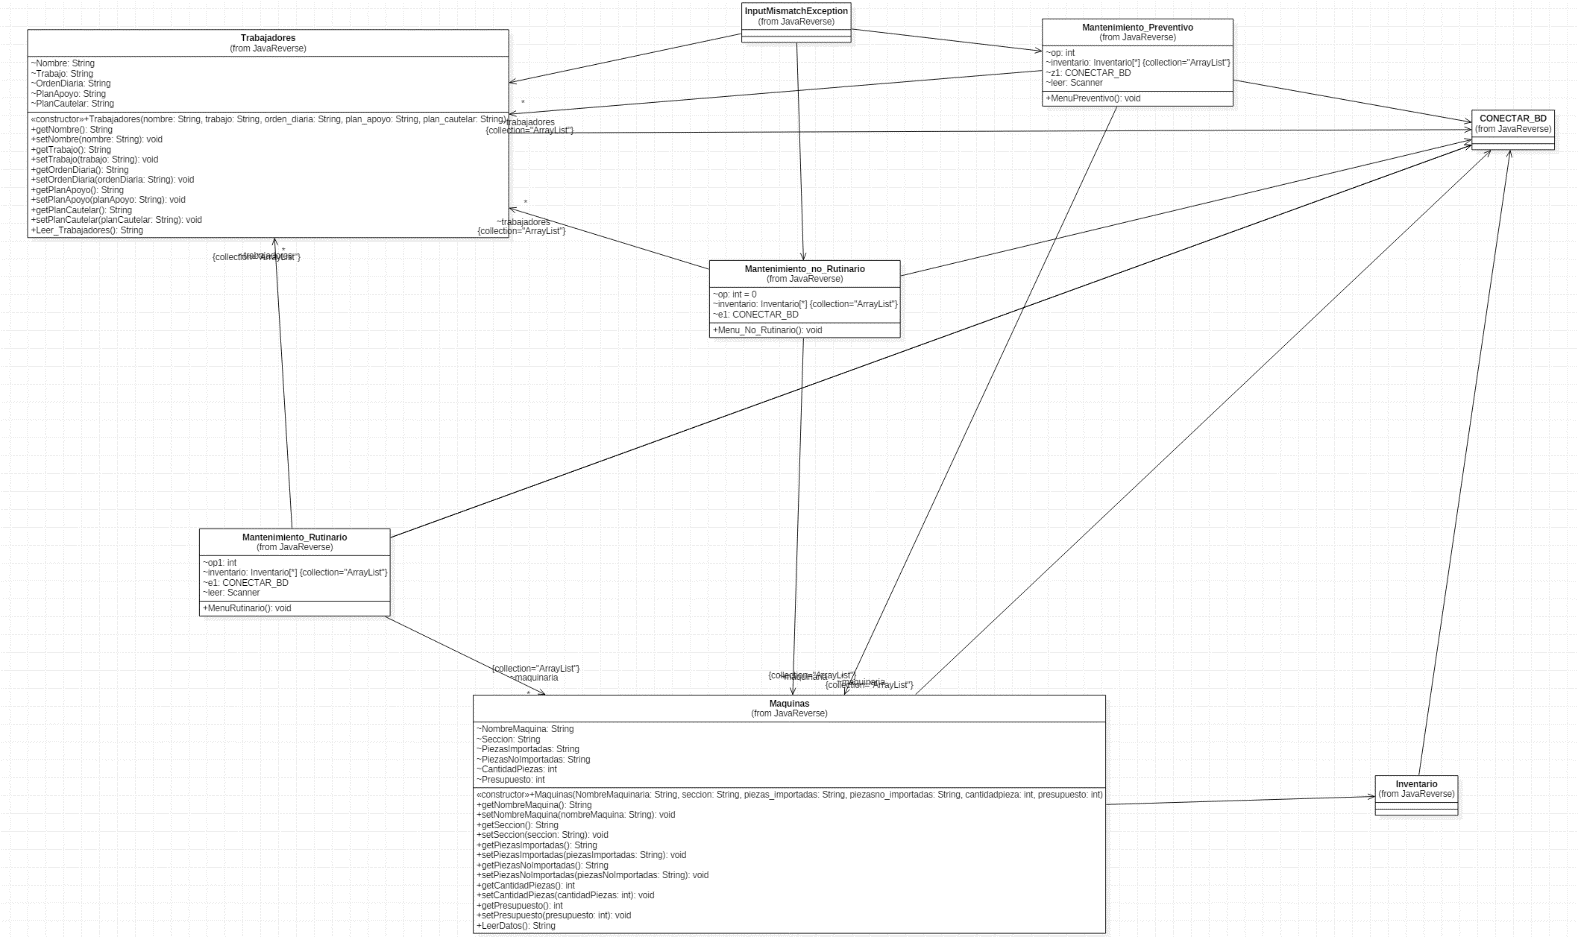 InputMismatchException
(from JavaReverse)
Mantenimiento_Preventivo
(from JavaReverse)
~op: int
~inventario: Inventario[*] {collection="ArrayList"}
~z1: CONECTAR_BD
~leer: Scanner
+MenuPreventivo(): void
Trabajadores
(from JavaReverse)
~Nombre: String
~Trabajo: String
~OrdenDiaria: String
~PlanApoyo: String
~PlanCautelar: String
«constructor»+Trabajadores(nombre: String, trabajo: String, orden_diaria: String, plan_apoyo: String, plan_cautelar: String)
+getNombre(): String
+setNombre(nombre: String): void
+getTrabajo(): String
+setTrabajo(trabajo: String): void
+getOrdenDiaria(): String
+setOrdenDiaria(ordenDiaria: String): void
+getPlanApoyo(): String
+setPlanApoyo(planApoyo: String): void
+getPlanCautelar(): String
+setPlanCautelar(planCautelar: String): void
+Leer_Trabajadores(): String
*
~trabajadores
{collection="ArrayList"}
CONECTAR_BD
(from JavaReverse)
*
~trabajadores
{collection="ArrayList"}
*
~trabajadores
{collection="ArrayList"}
Mantenimiento_no_Rutinario
(from JavaReverse)
~op: int = 0
~inventario: Inventario[*] {collection="ArrayList"}
~e1: CONECTAR_BD
+Menu_No_Rutinario(): void
Mantenimiento_Rutinario
(from JavaReverse)
~op1: int
~inventario: Inventario[*] {collection="ArrayList"}
~e1: CONECTAR_BD
~leer: Scanner
+MenuRutinario(): void
{collection="ArrayList"}
~maquinaria
*
{collection="ArrayList"}
~maquinaria
~maquinaria
{collection="ArrayList"}
Maquinas
(from JavaReverse)
~NombreMaquina: String
~Seccion: String
~PiezasImportadas: String
~PiezasNoImportadas: String
~CantidadPiezas: int
~Presupuesto: int
«constructor»+Maquinas(NombreMaquinaria: String, seccion: String, piezas_importadas: String, piezasno_importadas: String, cantidadpieza: int, presupuesto: int)
+getNombreMaquina(): String
+setNombreMaquina(nombreMaquina: String): void
+getSeccion(): String
+setSeccion(seccion: String): void
+getPiezasImportadas(): String
+setPiezasImportadas(piezasImportadas: String): void
+getPiezasNoImportadas(): String
+setPiezasNoImportadas(piezasNoImportadas: String): void
+getCantidadPiezas(): int
+setCantidadPiezas(cantidadPiezas: int): void
+getPresupuesto(): int
+setPresupuesto(presupuesto: int): void
+LeerDatos(): String
Inventario
(from JavaReverse)